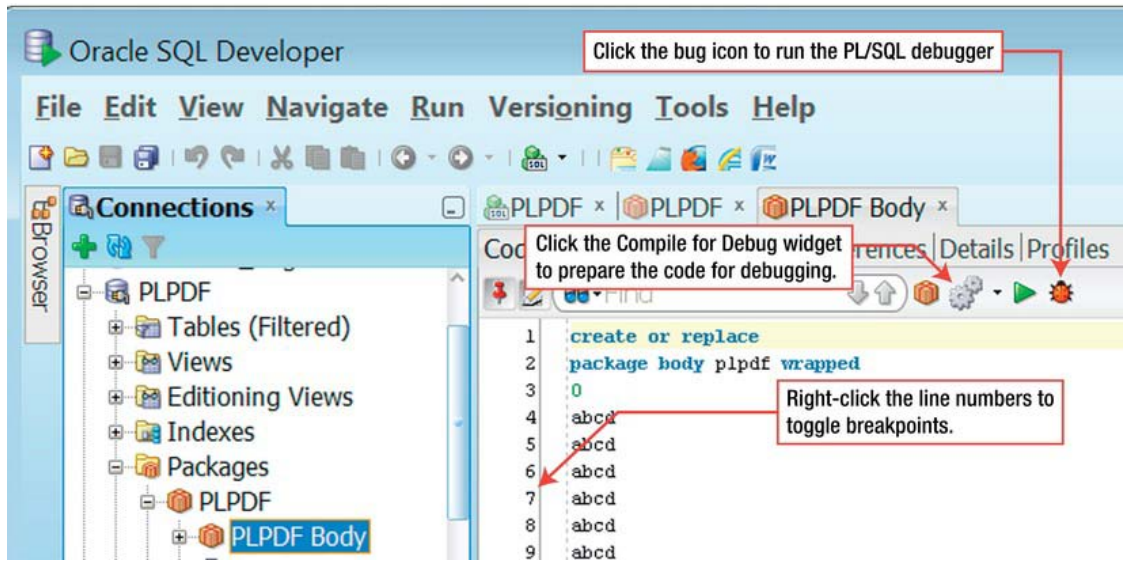 Oracle SQL Developer
Click the bug icon to run the PL/SQL debugger
File Edit View Navigate Run Versioning Tools Help
SQL
W
Browser
Connections
SQL PLPDF PLPDF PLPDF Body
Click the Compile for Debug widget
to prepare the code for debugging.
Details Profiles
PLPDF
Tables (Filtered)
Views
Editioning Views
Indexes
Packages
PLPDF
PLPDF Body
1 create or replace
2 package body plpdf wrapped
3 0
4 abcd
5 abcd
6 abcd
7 abcd
8 abcd
9 abcd
Right-click the line numbers to
toggle breakpoints.